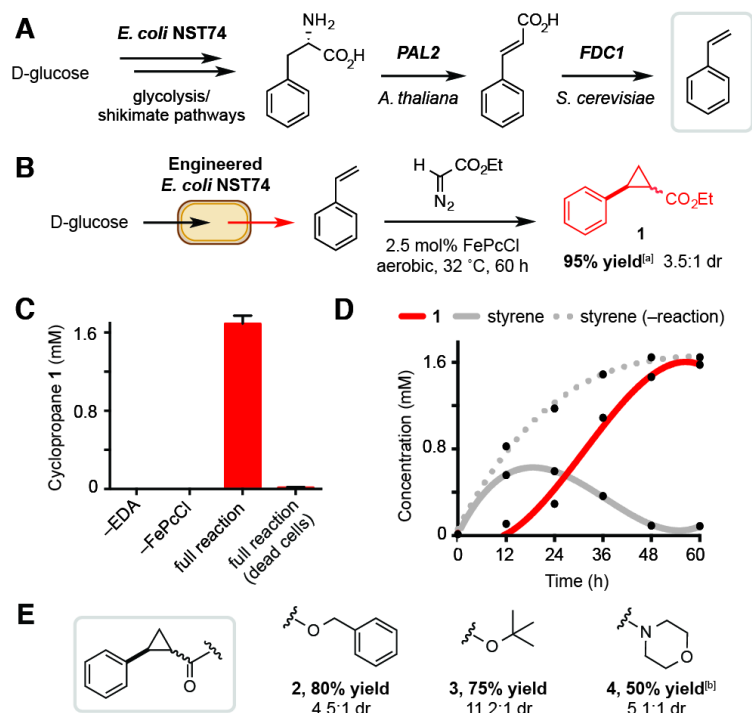 A
D-glucose
E. coli NST74
glycolysis/
shikimate pathways
NH2
CO2H
PAL2
A. thaliana
CO2H
FDC1
S. cerevisiae
B
D-glucose
Engineered
E. coli NST74
H
CO2Et
N2
2.5 mol% FePcCl
aerobic, 32 ˚C, 60 h
CO2Et
1
95% yield[a] 3.5:1 dr
C
Cyclopropane 1 (mM)
1.6
0.8
0
–EDA
–FePcCl
full reaction
full reaction
(dead cells)
D
1 styrene styrene (–reaction)
Concentration (mM)
1.6
0.8
0
0 12 24 36 48 60
Time (h)
E
O
O
2, 80% yield
4.5:1 dr
O
3, 75% yield
11.2:1 dr
N
O
4, 50% yield[b]
5.1:1 dr